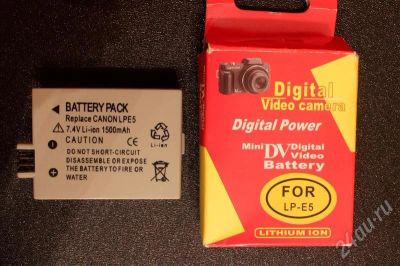 BATTERY PACK
Replace CANON LPE5
7.4V Li-ion 1500mAh
CAUTION:
Li-ion
DO NOT SHORT-CIRCUIT,
DISASSEMBLE OR EXPOSE
THE BATTERY TO FIRE/WATER
Digital
Video camera
Digital Power
Mini DV Digital
Video
Battery
FOR
LP-E5
LITHIUM ION
24au.ru